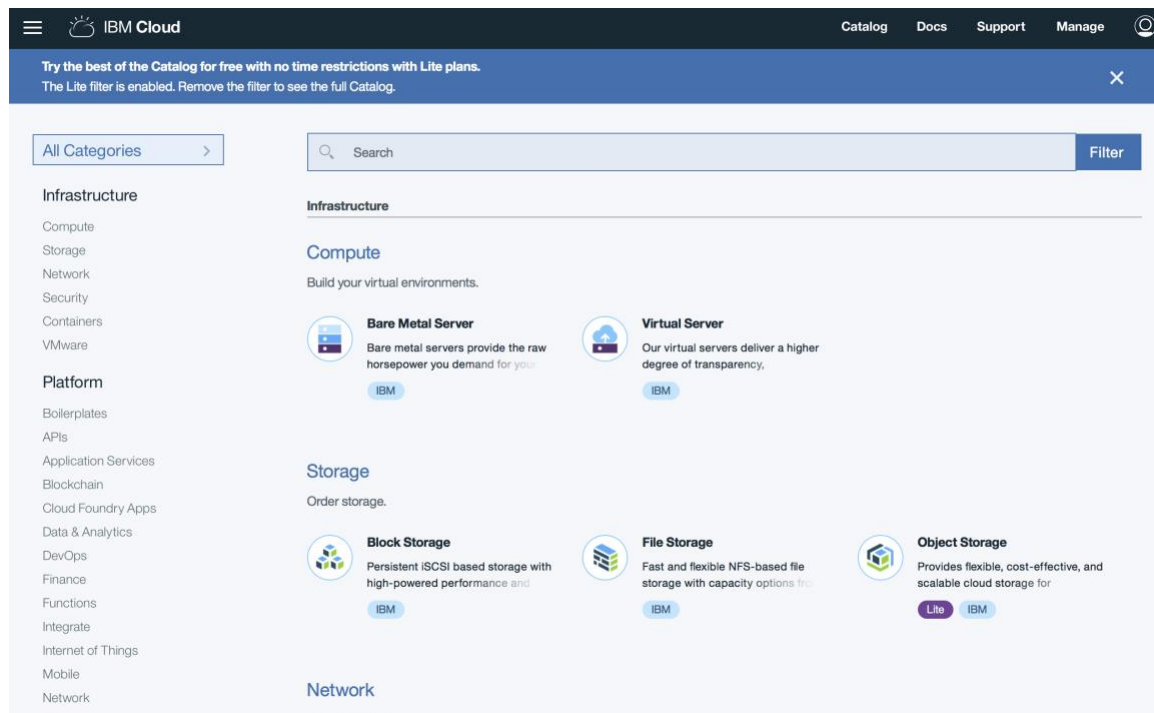 IBM Cloud
Catalog Docs Support Manage
Try the best of the Catalog for free with no time restrictions with Lite plans.
The Lite filter is enabled. Remove the filter to see the full Catalog.
All Categories
Infrastructure
Compute
Storage
Network
Security
Containers
VMware
Platform
Boilerplates
APIs
Application Services
Blockchain
Cloud Foundry Apps
Data & Analytics
DevOps
Finance
Functions
Integrate
Internet of Things
Mobile
Network
Search
Filter
Infrastructure
Compute
Build your virtual environments.
Bare Metal Server
Bare metal servers provide the raw
horsepower you demand for your
IBM
Virtual Server
Our virtual servers deliver a higher
degree of transparency,
IBM
Storage
Order storage.
Block Storage
Persistent iSCSI based storage with
high-powered performance and
IBM
File Storage
Fast and flexible NFS-based file
storage with capacity options from
IBM
Object Storage
Provides flexible, cost-effective, and
scalable cloud storage for
Lite IBM
Network